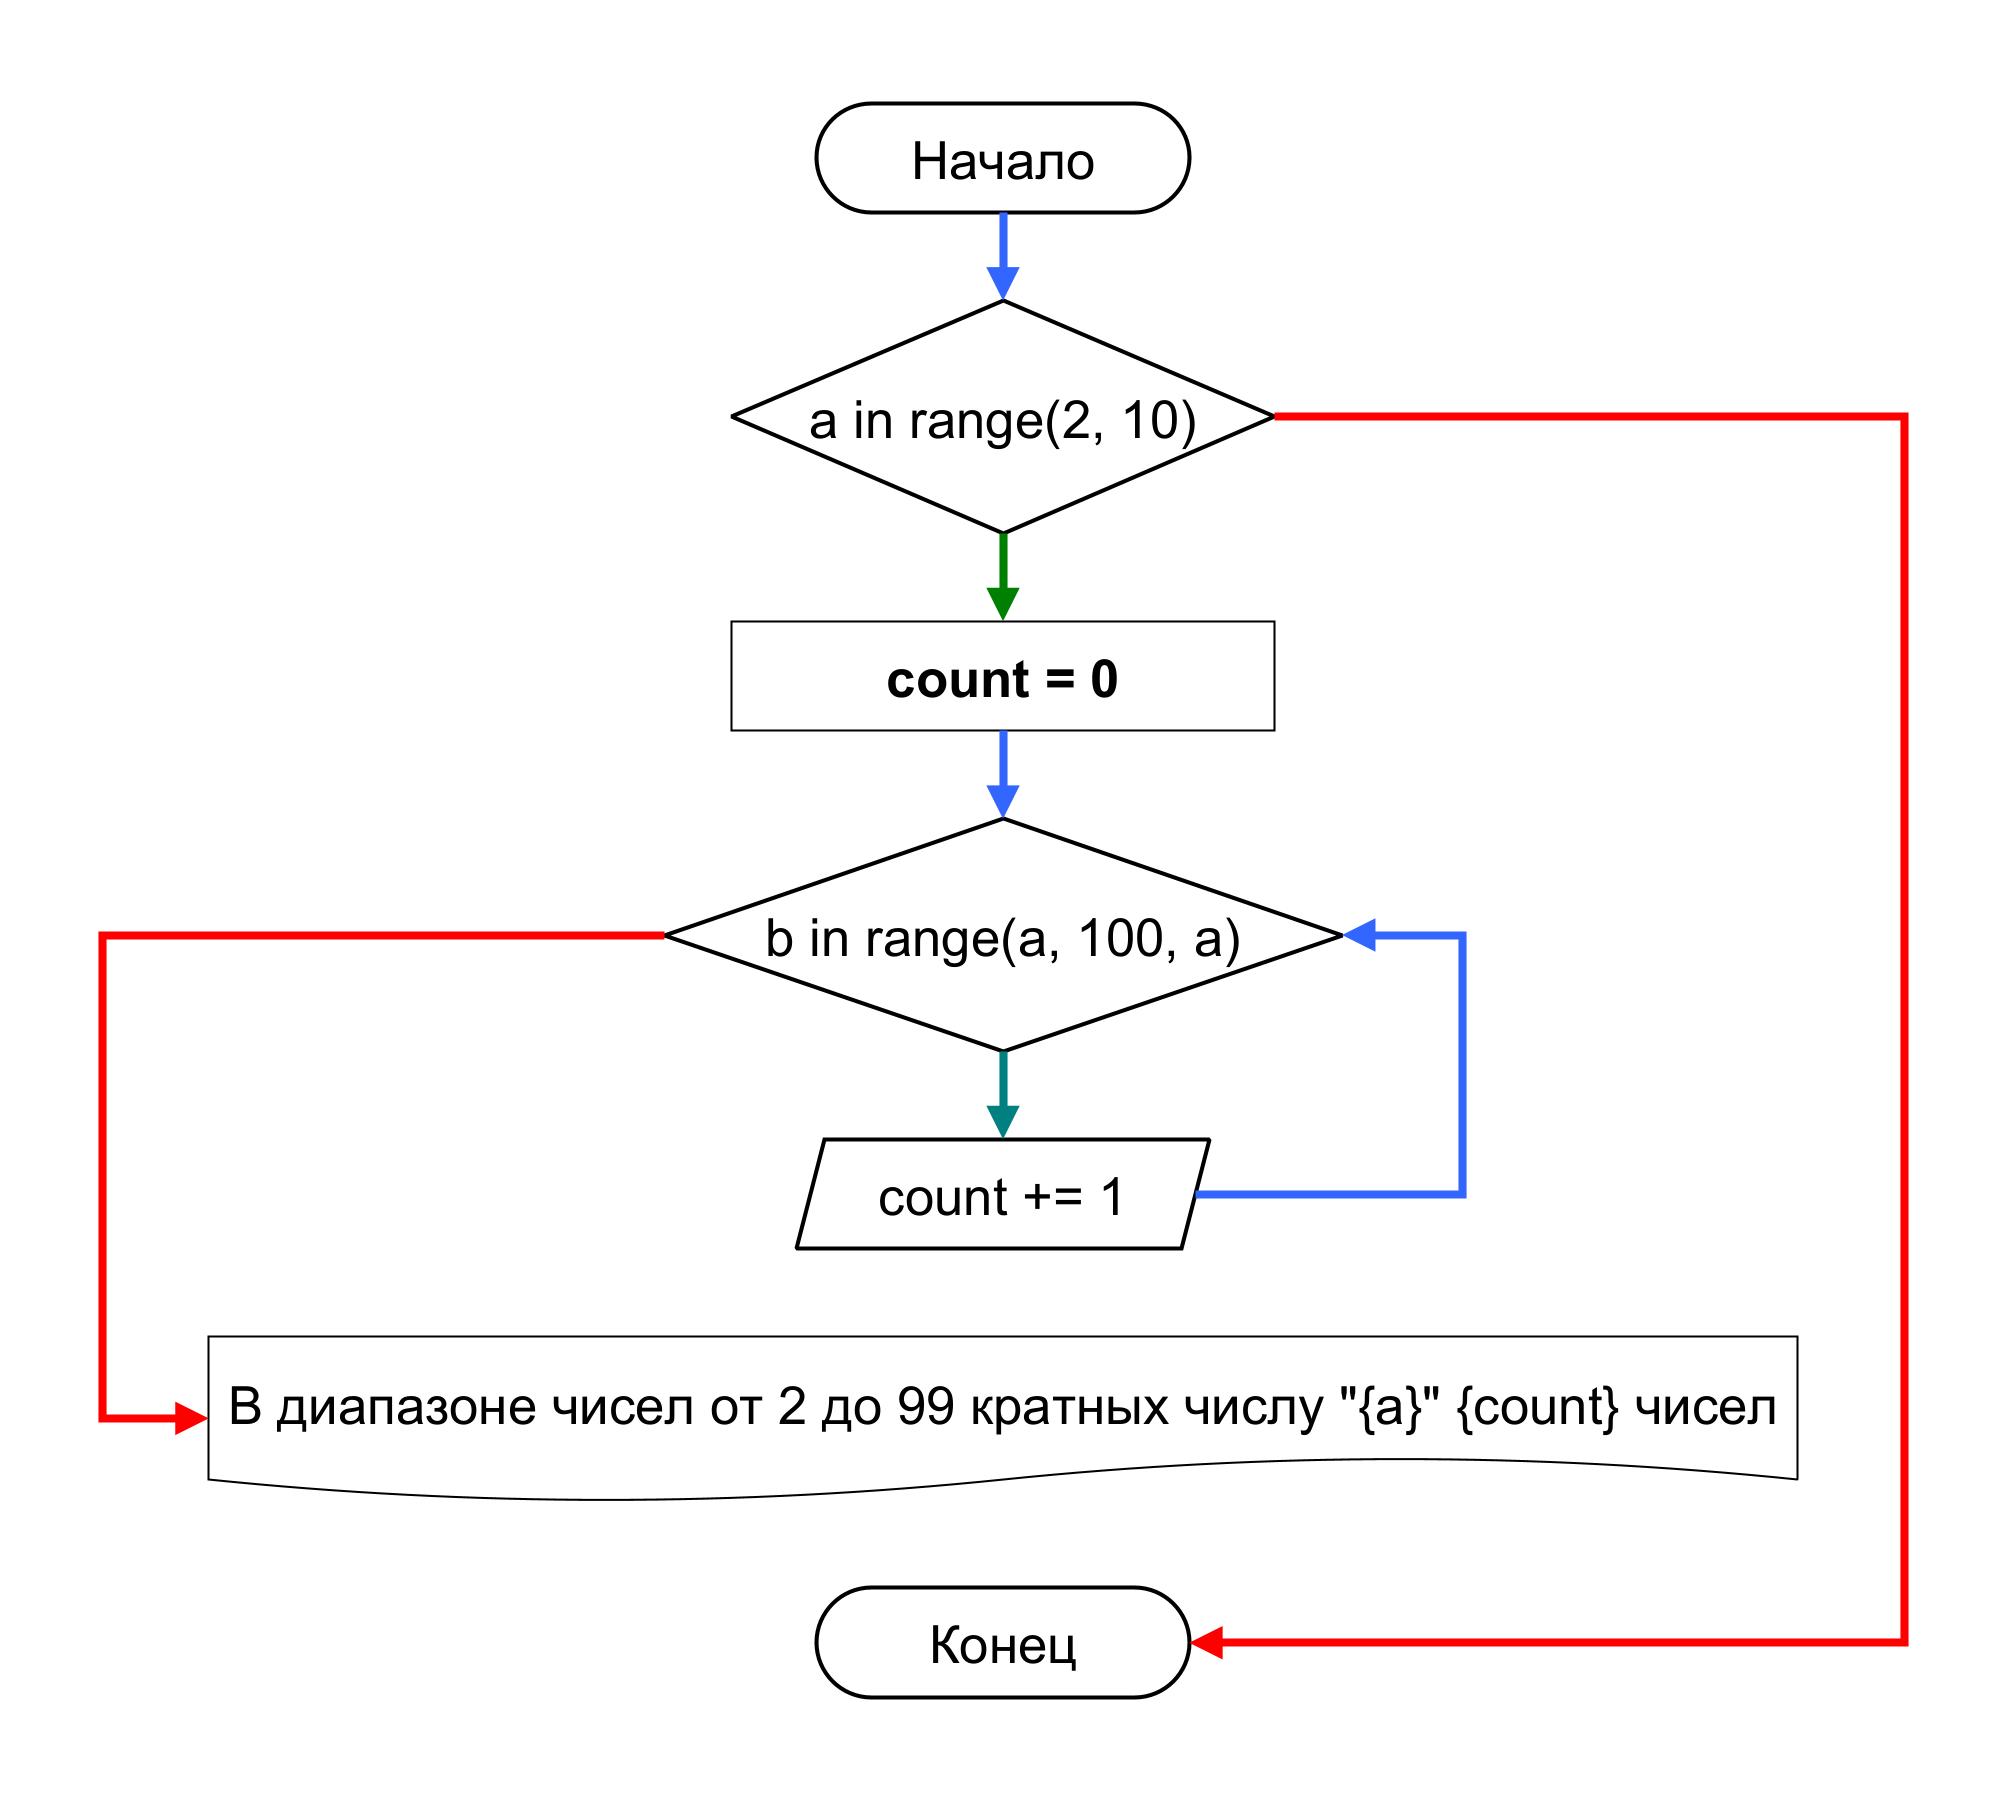 Начало
a in range(2, 10)
count = 0
b in range(a, 100, a)
count += 1
В диапазоне чисел от 2 до 99 кратных числу "{a}" {count} чисел
Конец